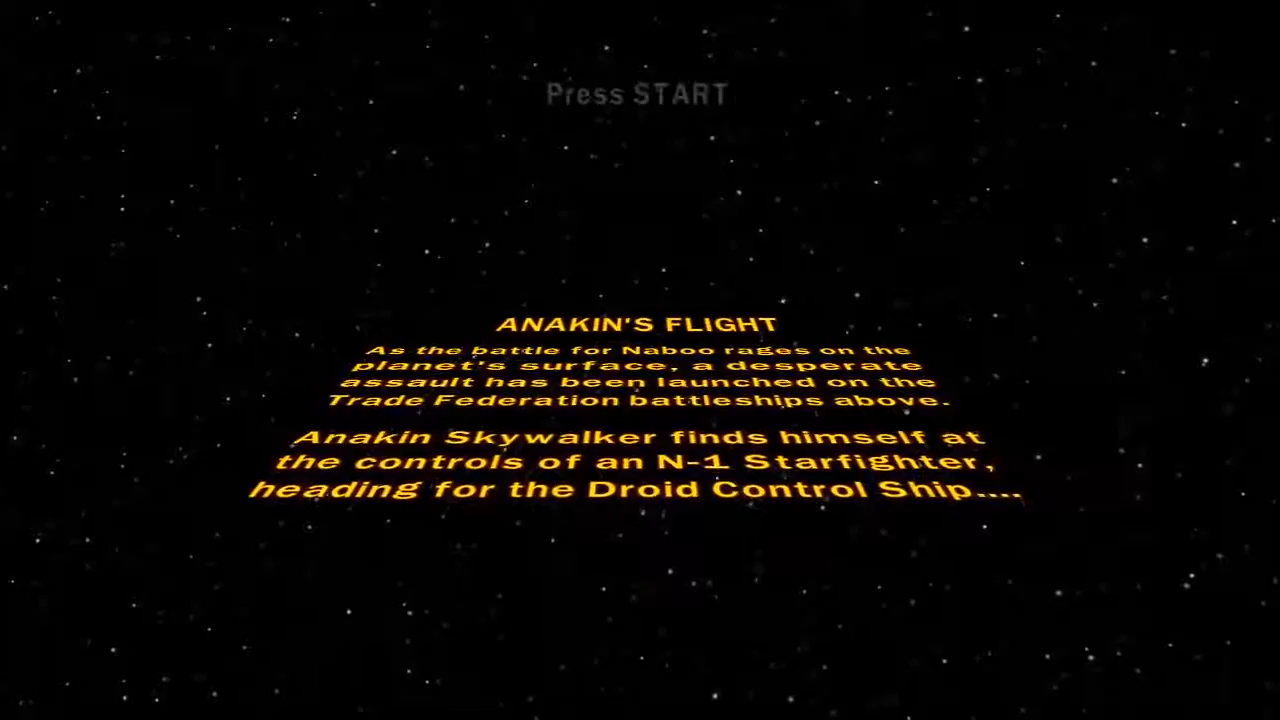 Press START
ANAKIN'S FLIGHT
As the battle for Naboo rages on the
planet's surface, a desperate
assault has been launched on the
Trade Federation battleships above.
Anakin Skywalker finds himself at
the controls of an N-1 Starfighter,
heading for the Droid Control Ship....